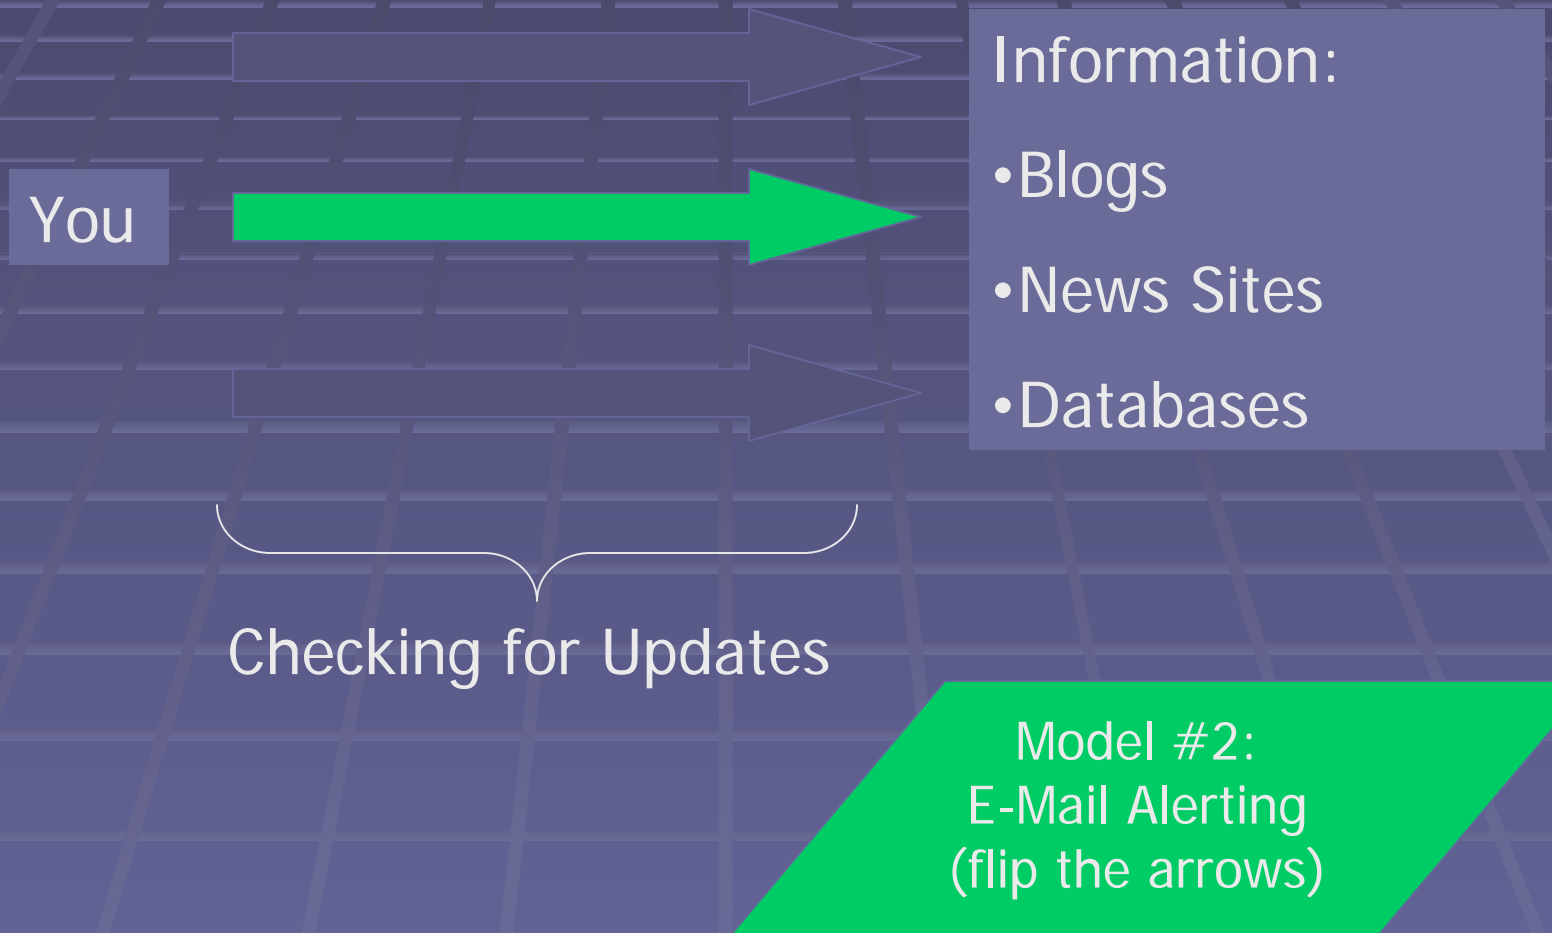 You
Information:
•Blogs
•News Sites
•Databases
Checking for Updates
Model #2:
E-Mail Alerting
(flip the arrows)